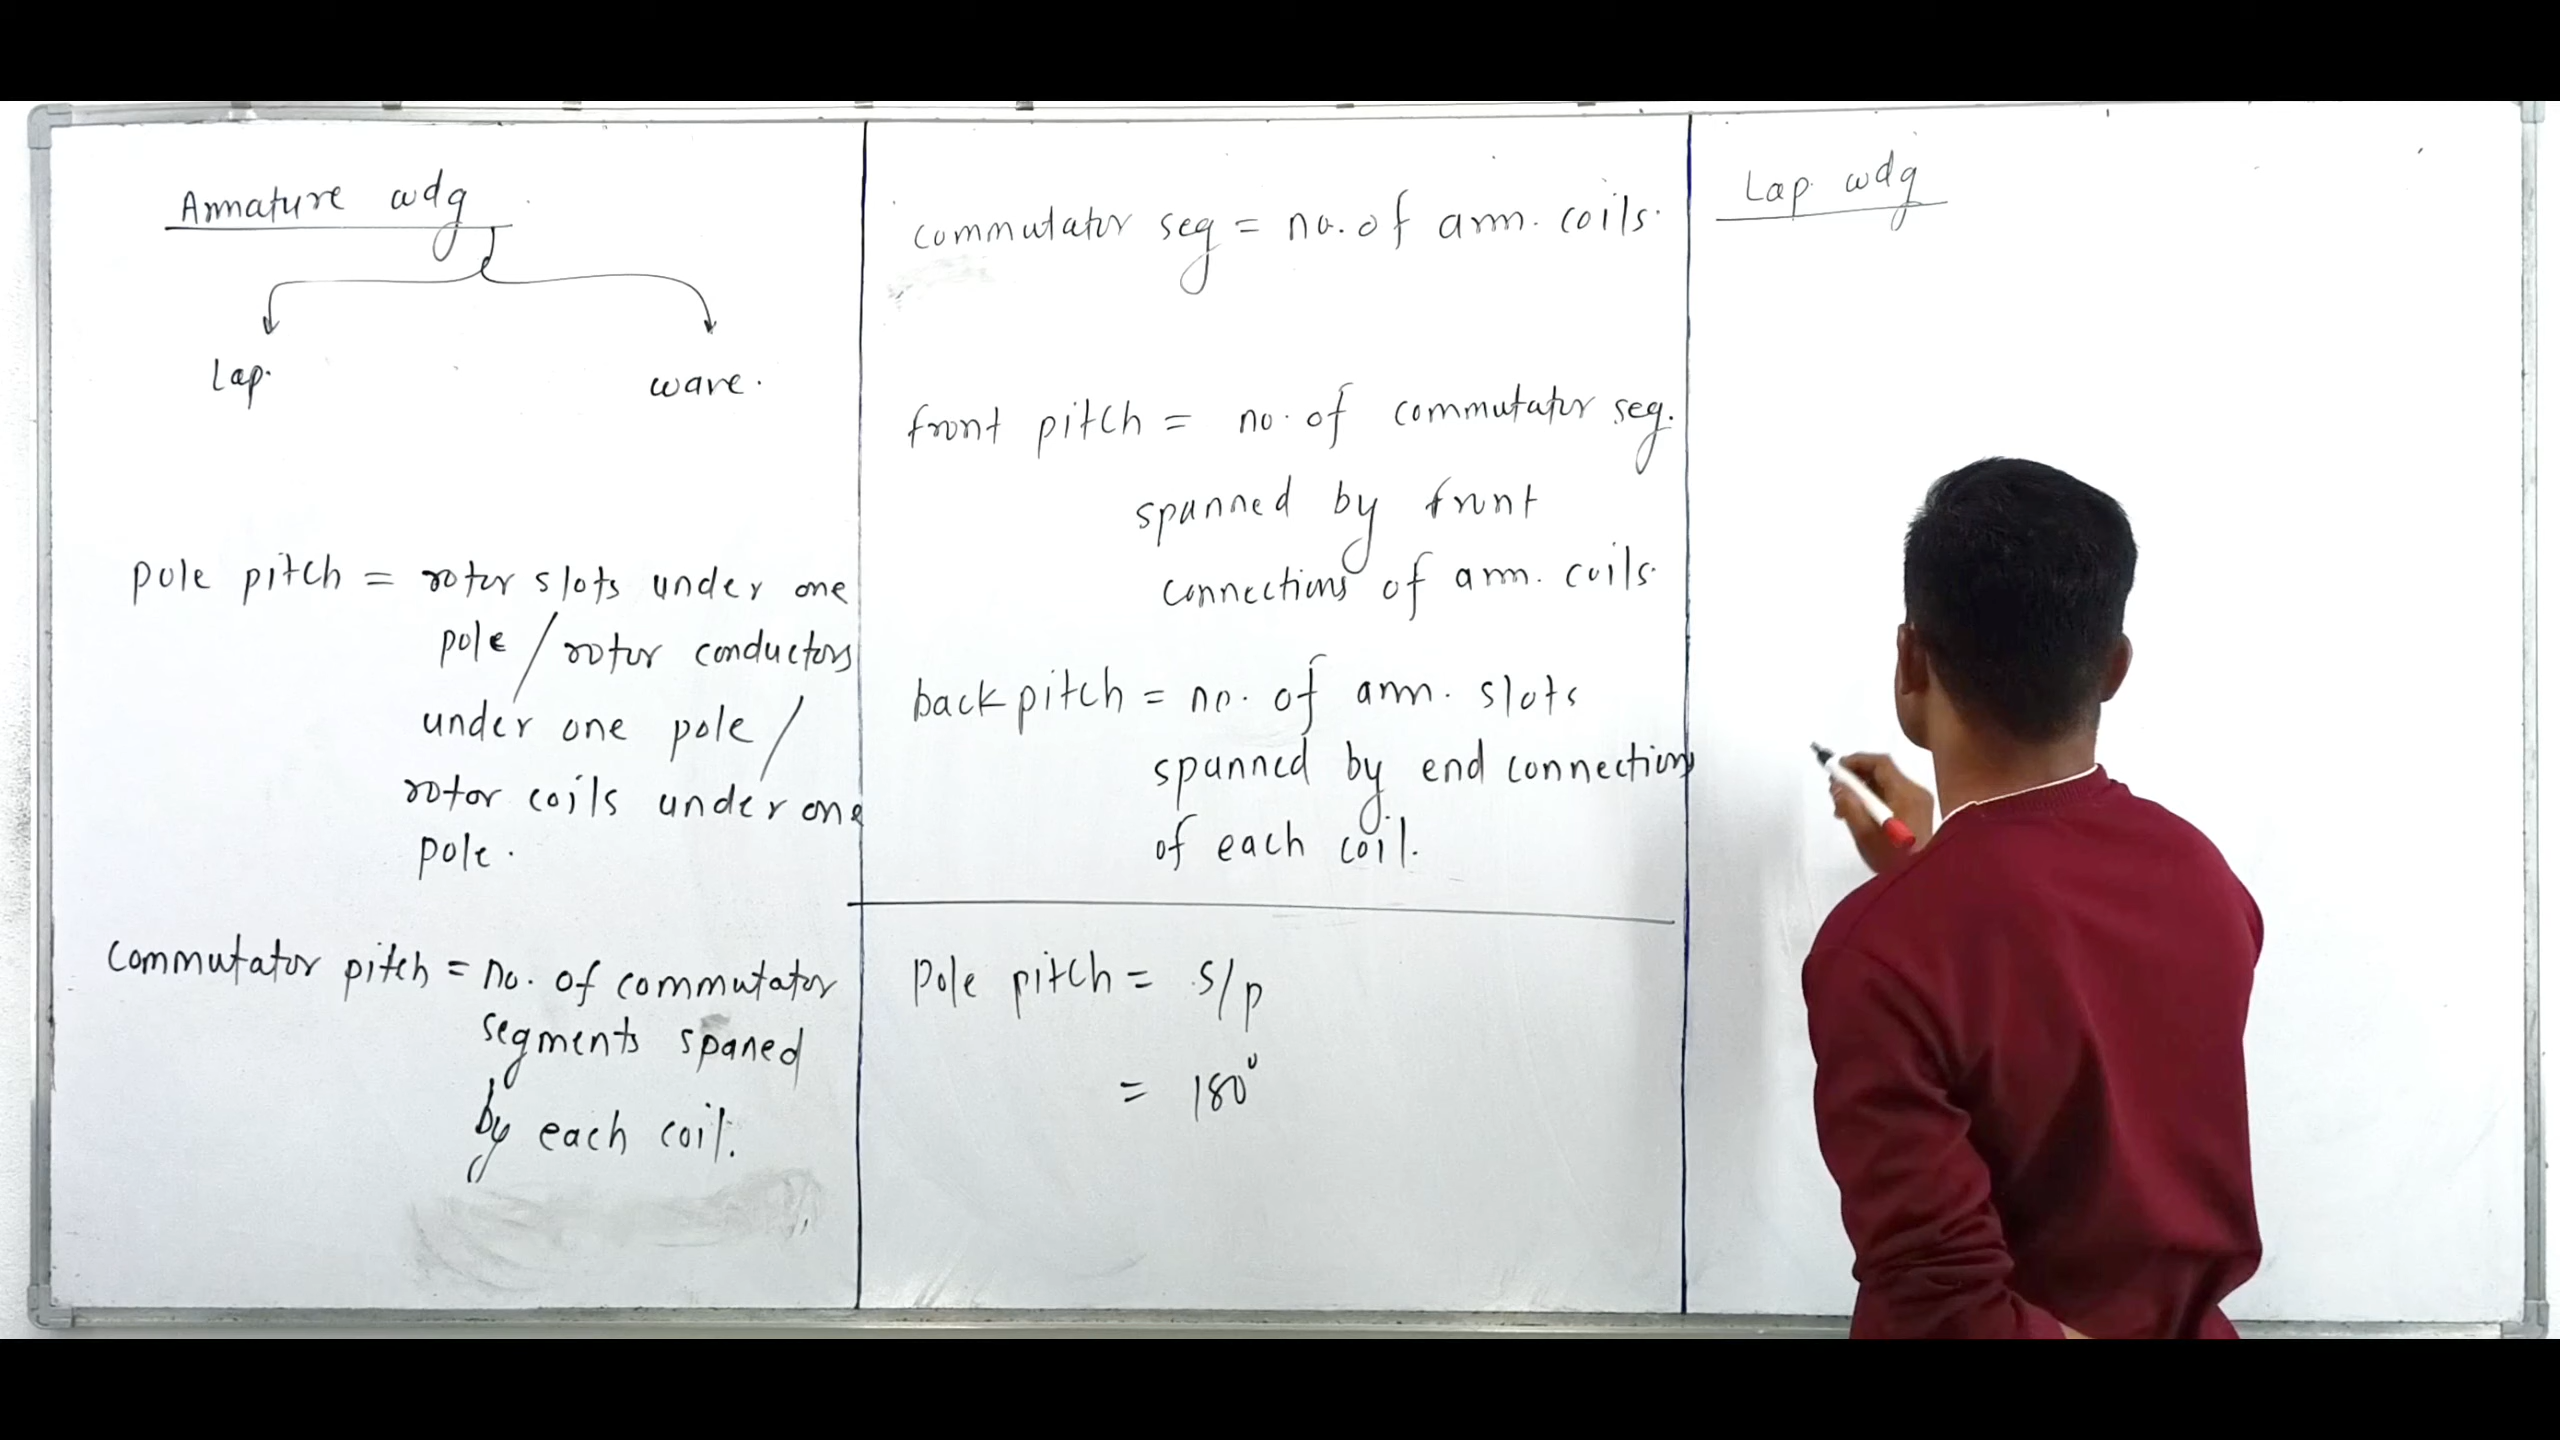 Armature wdg
Lap.
wave.
pole pitch = rotor slots under one
pole / rotor conductors
under one pole /
rotor coils under one
pole.
commutator pitch = no. of commutator
segments spaned
by each coil.
commutator seg = no. of arm. coils.
front pitch = no. of commutator seg.
spanned by front
connections of arm. coils.
back pitch = no. of arm. slots
spanned by end connections
of each coil.
Pole pitch = S/p
= 180°
Lap wdg